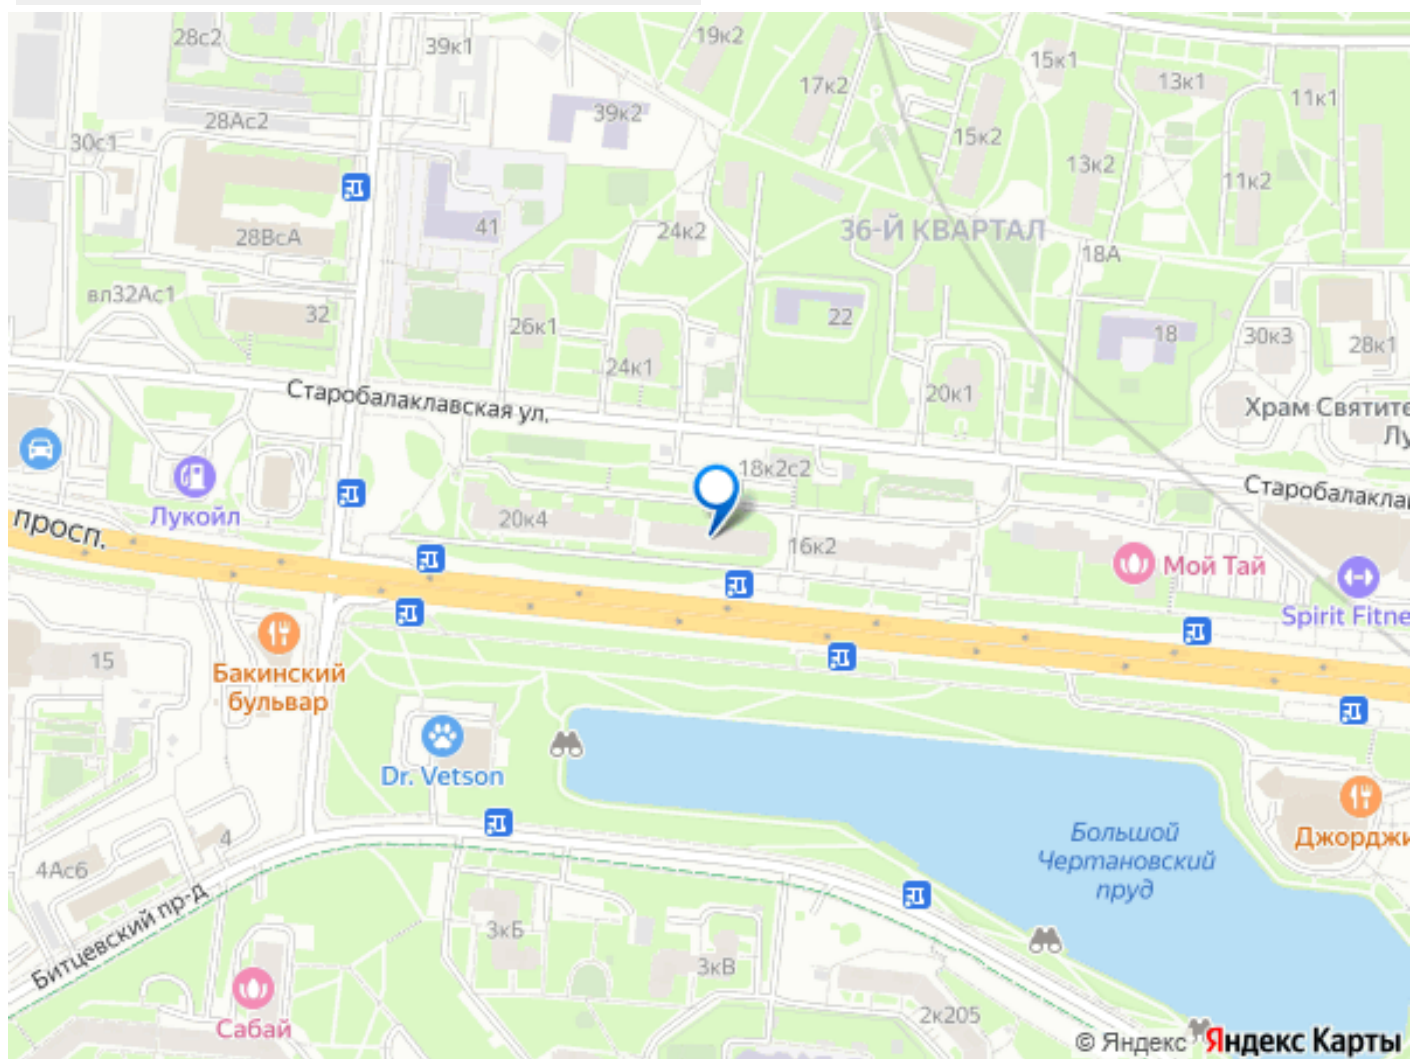 28с2
39к1
19к2
15к1
17к2
13к1
11к1
39к2
28Ас2
30с1
15к2
13к2
11к2
41
24к2
36-Й КВАРТАЛ
28ВсА
18А
вл32Ас1
32
26к1
22
18
30к3
28к1
24к1
20к1
Старобалаклавская ул.
Храм Святите
Лу
18к2с2
Старобалаклав
Лукойл
просп.
20к4
16к2
Мой Тай
Spirit Fitne
15
Бакинский
бульвар
Dr. Vetson
Большой
Чертановский
пруд
Джорджи
4
4Ас6
Битцевский пр-д
3кБ
3кВ
2к205
Сабай
© Яндекс Яндекс Карты